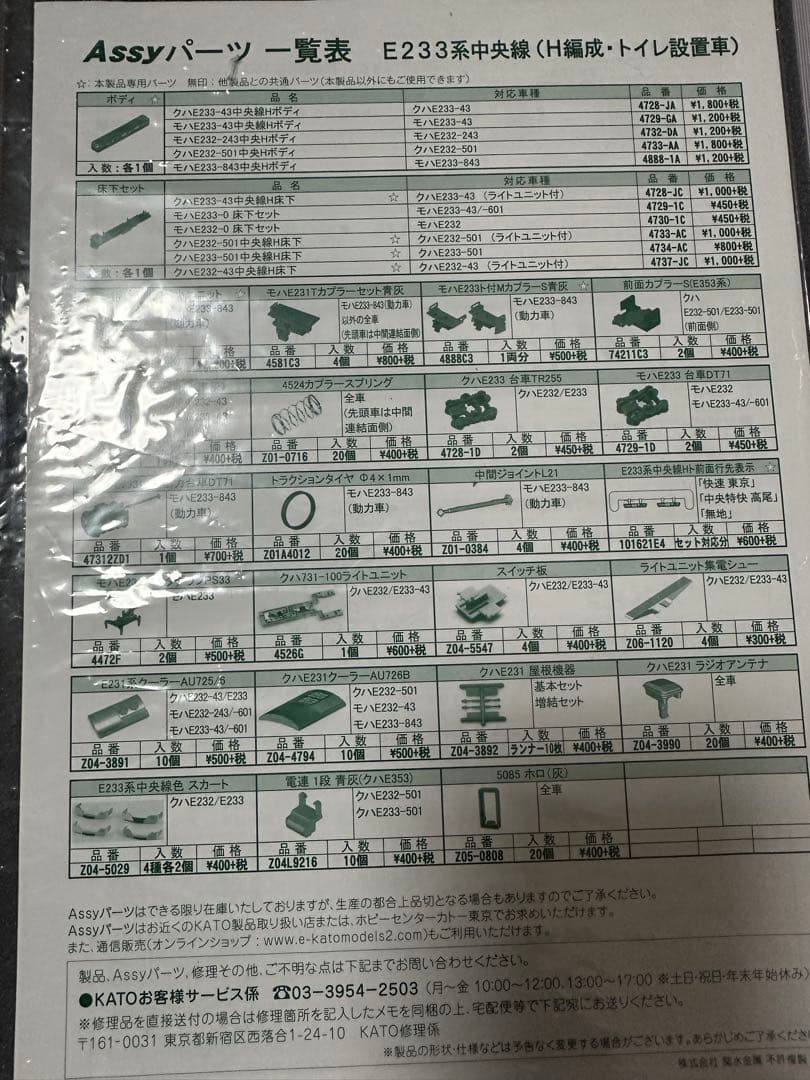 Assyパーツ 一覧表 E233系中央線(H編成・トイレ設置車)
☆:本製品専用パーツ 無印:他製品との共通パーツ(本製品以外にもご使用できます)
ボディ ☆ 品 名 対応車種 品 番 価 格
クハE233-43中央線Hボディ クハE233-43 4728-JA ¥1,800+税
モハE233-43中央線Hボディ モハE233-43 4729-GA ¥1,200+税
モハE232-243中央Hボディ モハE232-243 4732-DA ¥1,200+税
クハE232-501中央Hボディ クハE232-501 4733-AA ¥1,800+税
モハE233-843中央Hボディ モハE233-843 4888-1A ¥1,200+税
入数:各1個
床下セット 品 名 対応車種 品 番 価 格
クハE233-43中央線H床下 ☆ クハE233-43 (ライトユニット付) 4728-JC ¥1,000+税
モハE233-0 床下セット モハE233-43/-601 4729-1C ¥450+税
モハE232-0 床下セット モハE232 4730-1C ¥450+税
クハE232-501中央H床下 ☆ クハE232-501 (ライトユニット付) 4733-AC ¥1,000+税
クハE233-501中央H床下 ☆ クハE233-501 4734-AC ¥800+税
クハE232-43中央H床下 ☆ クハE232-43 (ライトユニット付) 4737-JC ¥1,000+税
入数:各1個
モハE231Tカプラーセット青灰 モハE233ト付Mカプラー5青灰 ☆ 前面カプラーS(E353系)
モハE233-843(動力車) モハE233-843 クハ
以外の全車 (動力車) E232-501/E233-501
(先頭車は中間連結面側) (前面側)
品 番 入 数 価 格 品 番 入 数 価 格 品 番 入 数 価 格
4581C3 4個 ¥800+税 4888C3 1両分 ¥500+税 74211C3 2個 ¥400+税
4524カプラースプリング クハE233 台車TR255 モハE233 台車DT71
全車 クハE232/E233 モハE232
(先頭車は中間 モハE233-43/-601
連結面側)
価 格 品 番 入 数 価 格 品 番 入 数 価 格 品 番 入 数 価 格
¥400+税 Z01-0716 20個 ¥400+税 4728-1D 2個 ¥450+税 4729-1D 2個 ¥450+税
DT71 トラクションタイヤ Φ4×1mm 中間ジョイントL21 E233系中央線Hト前面行先表示 ☆
モハE233-843 モハE233-843 モハE233-843 「快速 東京」
(動力車) (動力車) (動力車) 「中央特快 高尾」
「無地」
品 番 入 数 価 格 品 番 入 数 価 格 品 番 入 数 価 格 品 番 入 数 価 格
47312ZD1 1個 ¥700+税 Z01A4012 20個 ¥400+税 Z01-0384 4個 ¥400+税 101621E4 セット対応分 ¥600+税
PS33 クハ731-100ライトユニット スイッチ板 ライトユニット集電シュー
クハE232/E233-43 クハE232/E233-43 クハE232/E233-43
品 番 入 数 価 格 品 番 入 数 価 格 品 番 入 数 価 格 品 番 入 数 価 格
4472F 2個 ¥500+税 4526G 1個 ¥600+税 Z04-5547 4個 ¥400+税 Z06-1120 4個 ¥300+税
E231系クーラーAU725/6 クハE231クーラーAU726B クハE231 屋根機器 クハE231 ラジオアンテナ
クハE232-43/E233 クハE232-501 基本セット 全車
モハE232-243/-601 モハE232-43 増結セット
モハE233-43/-601 モハE233-843
品 番 入 数 価 格 品 番 入 数 価 格 品 番 入 数 価 格 品 番 入 数 価 格
Z04-3891 10個 ¥500+税 Z04-4794 10個 ¥500+税 Z04-3892 ランナー10枚 ¥400+税 Z04-3990 20個 ¥400+税
E233系中央線色 スカート 電連 1段 青灰(クハE353) 5085 ホロ(灰)
クハE232/E233 クハE232-501 全車
クハE233-501
品 番 入 数 価 格 品 番 入 数 価 格 品 番 入 数 価 格
Z04-5029 4種各2個 ¥400+税 Z04L9216 10個 ¥400+税 Z05-0808 20個 ¥400+税
Assyパーツはできる限り在庫いたしておりますが、生産の都合上品切となる場合もありますのでご了承ください。
Assyパーツはお近くのKATO製品取り扱い店または、ホビーセンターカトー東京でお求めいただけます。
また、通信販売(オンラインショップ:www.e-katomodels2.com)もご利用いただけます。
製品、Assyパーツ、修理その他、ご不明な点は下記までお問い合わせください。
●KATOお客様サービス係 ☎03-3954-2503 (月~金 10:00~12:00,13:00~17:00 ※土日・祝日・年末年始休み)
※修理品を直接送付の場合は修理箇所を記入したメモを同梱の上、宅配便等で下記宛にお送りください。
〒161-0031 東京都新宿区西落合1-24-10 KATO修理係
※製品の形状・仕様などは予告なく変更する場合がございます。あらかじめご了承くださ
株式会社 関水金属 不許複製